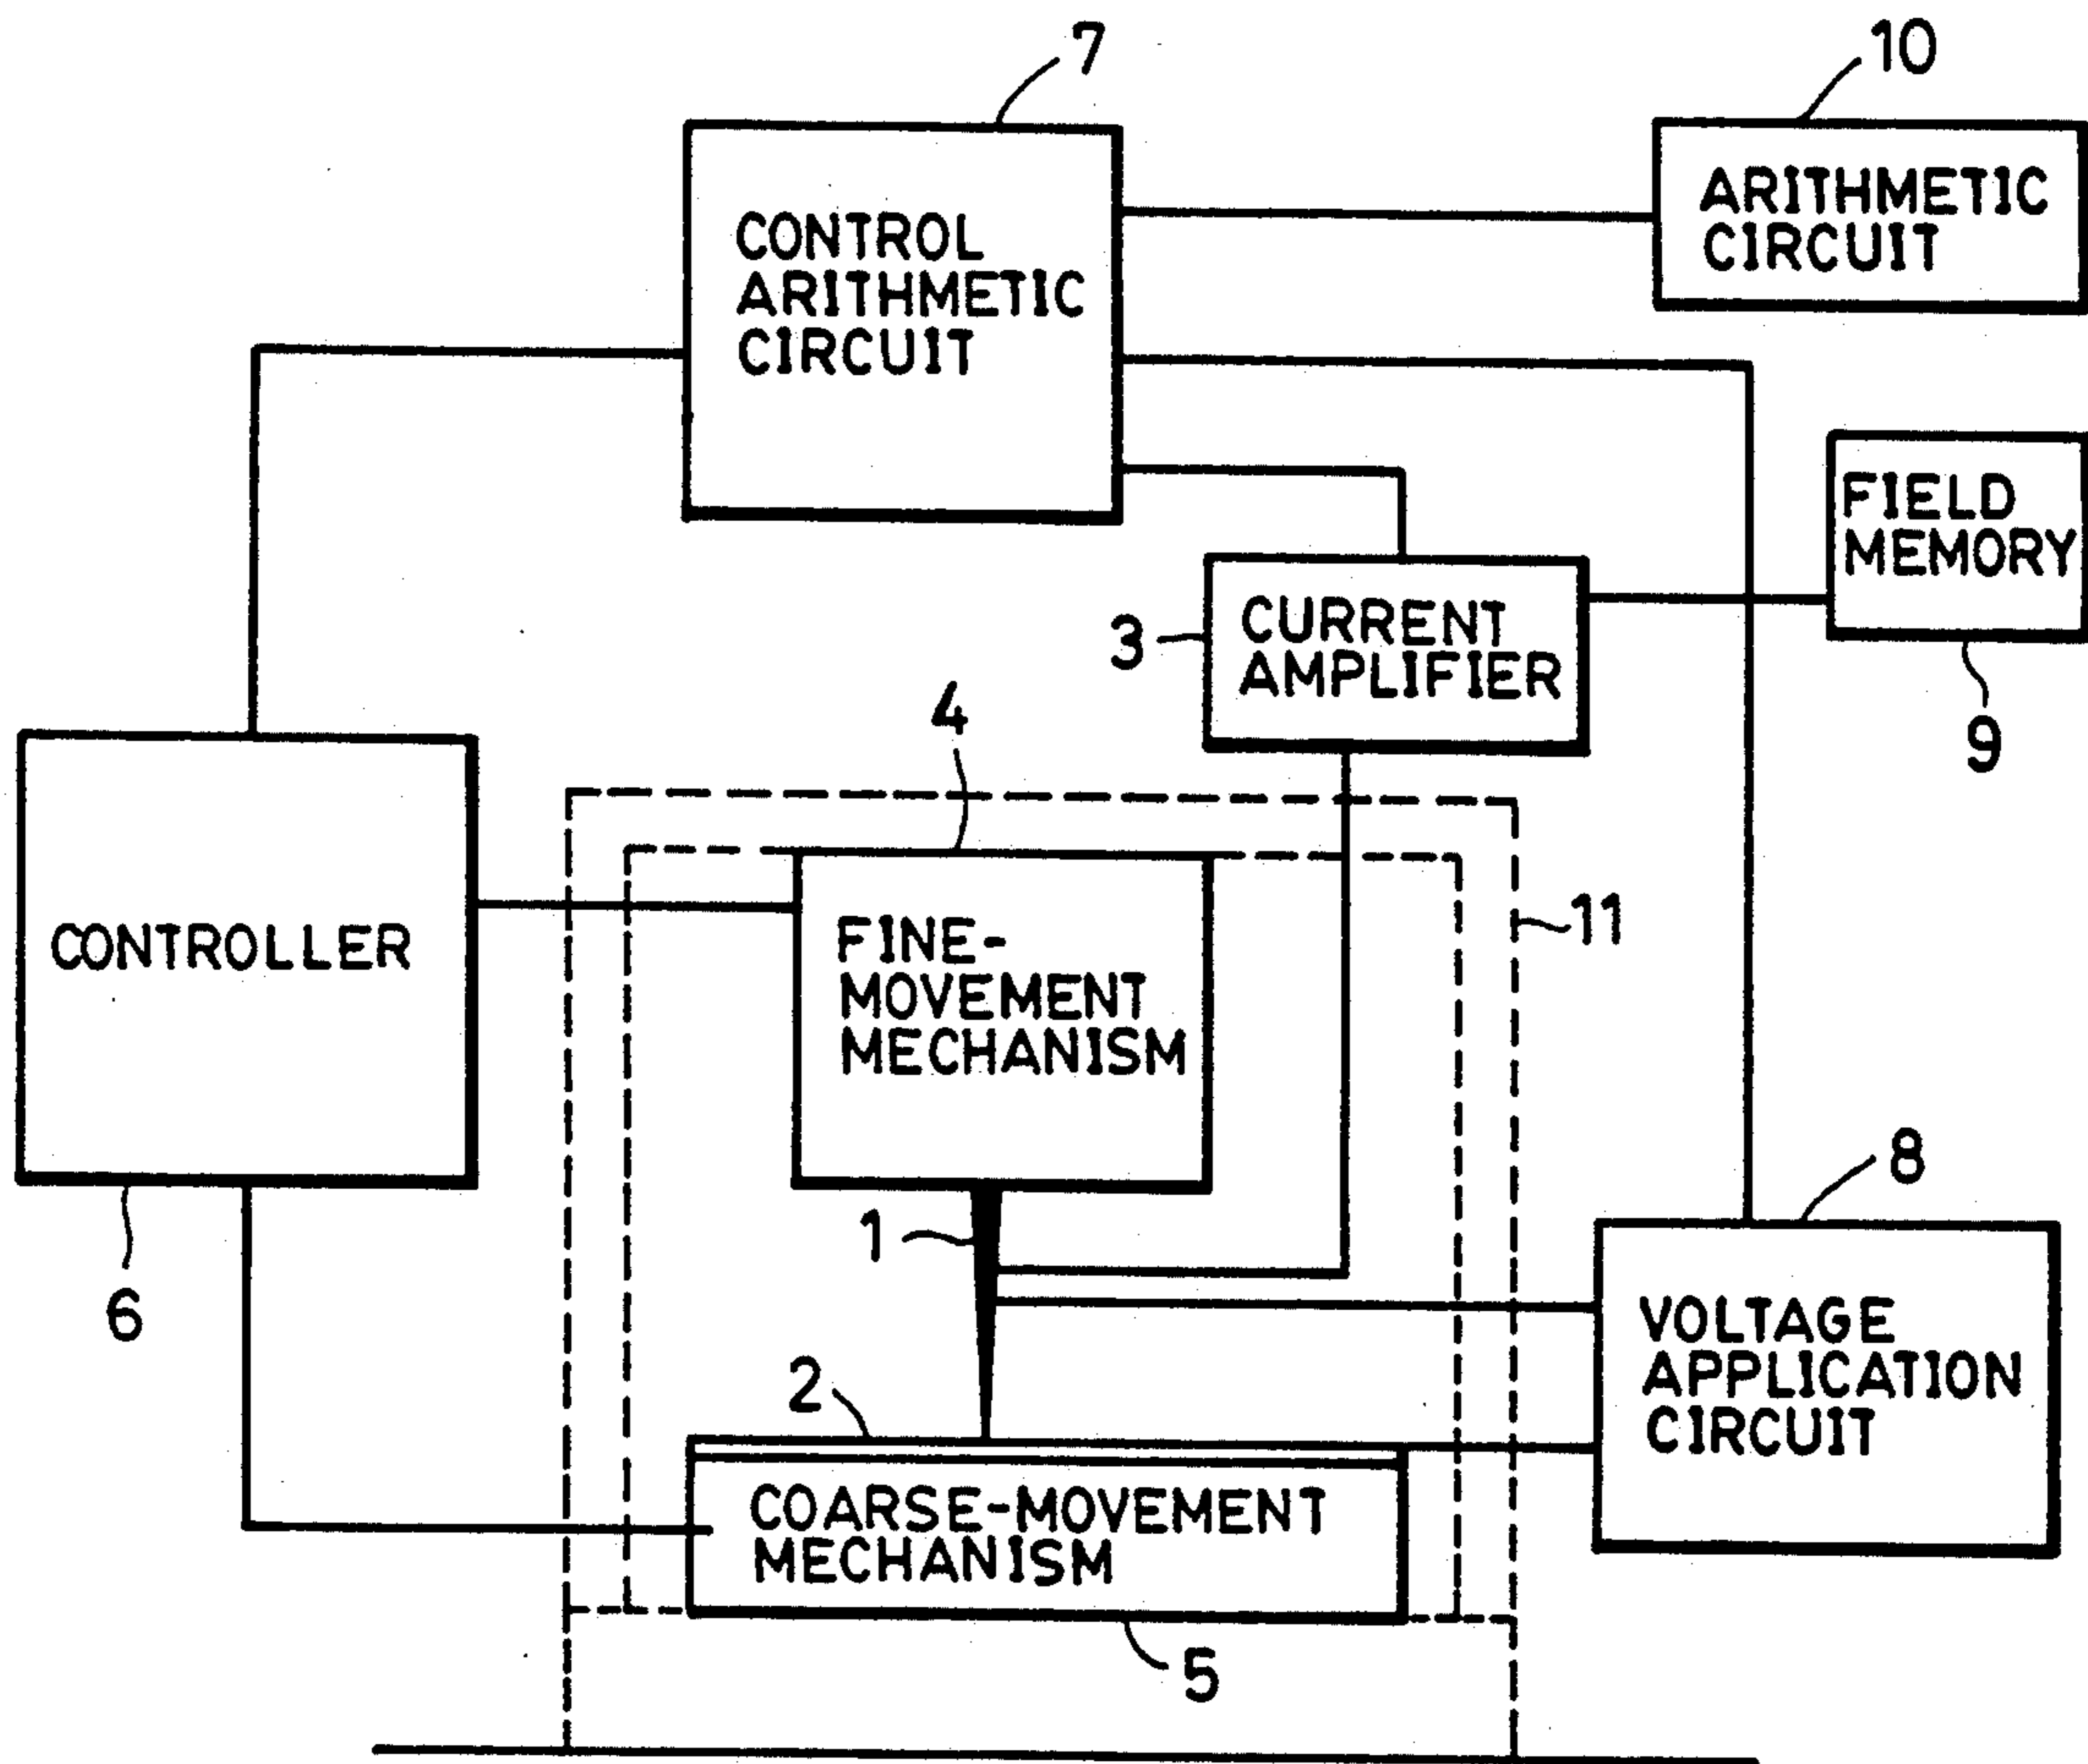 7
10
CONTROL
ARITHMETIC
CIRCUIT
ARITHMETIC
CIRCUIT
FIELD
MEMORY
3
CURRENT
AMPLIFIER
9
4
CONTROLLER
FINE-
MOVEMENT
MECHANISM
11
6
1
8
VOLTAGE
APPLICATION
CIRCUIT
2
COARSE-MOVEMENT
MECHANISM
5